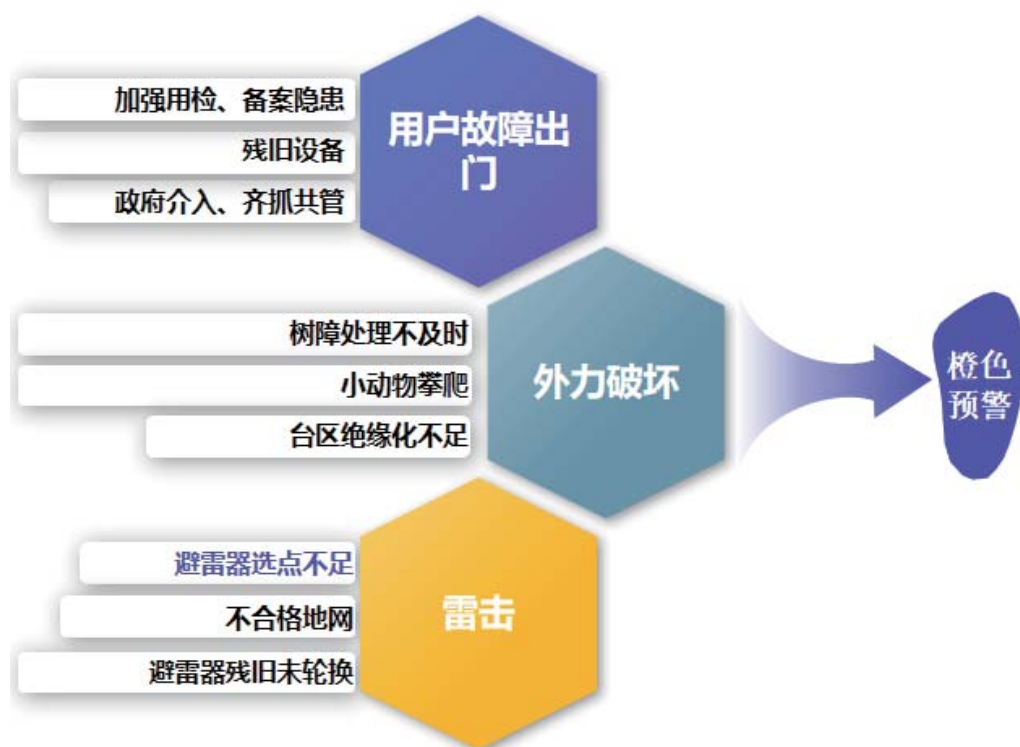 加强用检、备案隐患
残旧设备
政府介入、齐抓共管
用户故障出
门
树障处理不及时
小动物攀爬
台区绝缘化不足
外力破坏
橙色
预警
避雷器选点不足
不合格地网
避雷器残旧未轮换
雷击